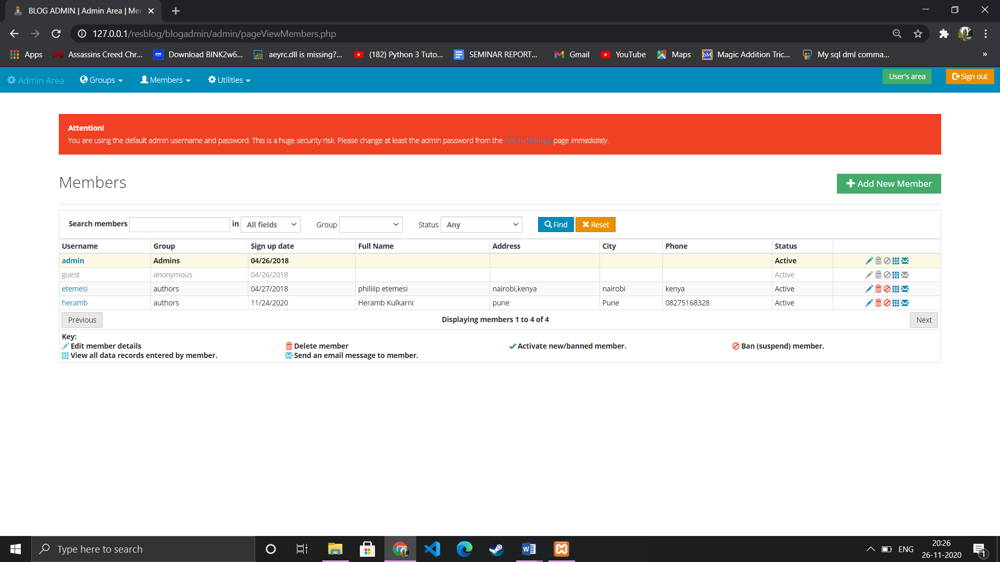 BLOG ADMIN | Admin Area | Mem
127.0.0.1/resblog/blogadmin/admin/pageViewMembers.php
Apps Assassins Creed Chr... Download BINK2w6... aeyrc.dll is missing?... (182) Python 3 Tuto... SEMINAR REPORT... Gmail YouTube Maps Magic Addition Tric... My sql dml comma... »
Admin Area Groups Members Utilities User's area Sign out
Attention!
You are using the default admin username and password. This is a huge security risk. Please change at least the admin password from the Admin Settings page immediately.
Members Add New Member
Search members in All fields Group Status Any Find Reset
Username Group Sign up date Full Name Address City Phone Status
admin Admins 04/26/2018 Active
guest anonymous 04/26/2018 Active
etemesi authors 04/27/2018 philiiip etemesi nairobi,kenya nairobi kenya Active
heramb authors 11/24/2020 Heramb Kulkarni pune Pune 08275168328 Active
Previous Displaying members 1 to 4 of 4 Next
Key:
Edit member details Delete member Activate new/banned member. Ban (suspend) member.
View all data records entered by member. Send an email message to member.
Type here to search ENG 20:26
26-11-2020 1